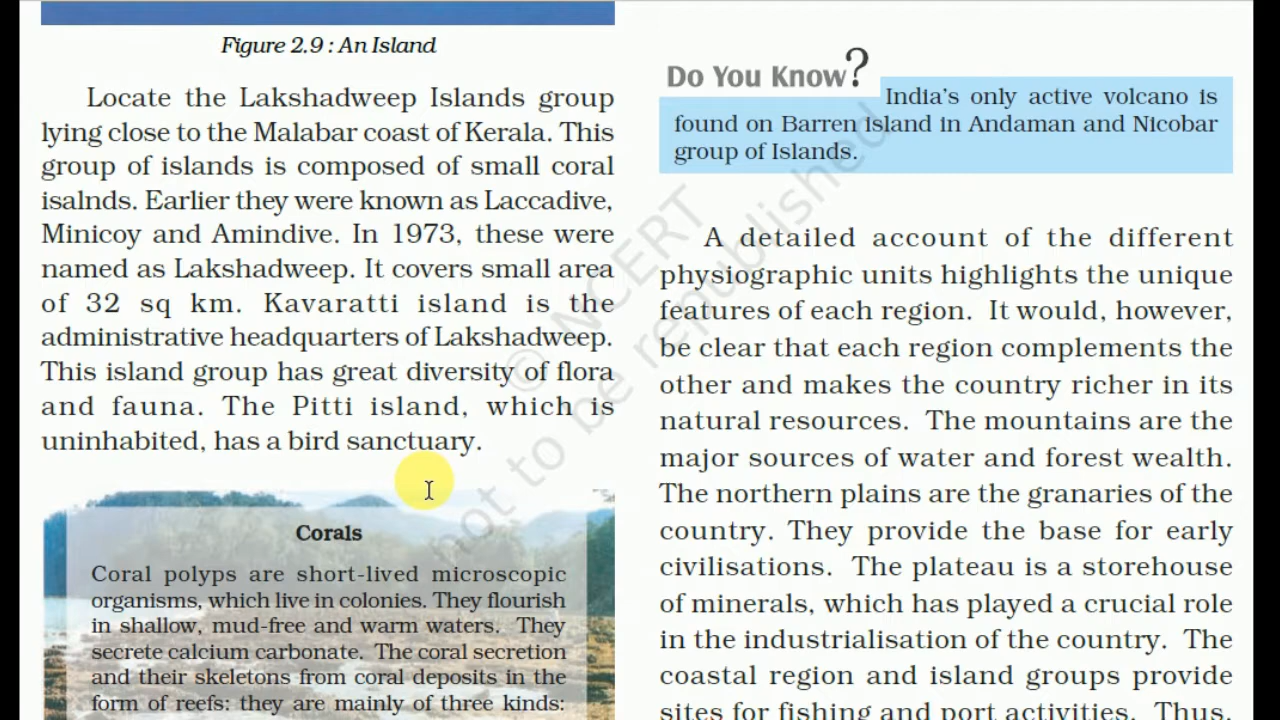 Figure 2.9 : An Island
Locate the Lakshadweep Islands group
lying close to the Malabar coast of Kerala. This
group of islands is composed of small coral
isalnds. Earlier they were known as Laccadive,
Minicoy and Amindive. In 1973, these were
named as Lakshadweep. It covers small area
of 32 sq km. Kavaratti island is the
administrative headquarters of Lakshadweep.
This island group has great diversity of flora
and fauna. The Pitti island, which is
uninhabited, has a bird sanctuary.
Corals
Coral polyps are short-lived microscopic
organisms, which live in colonies. They flourish
in shallow, mud-free and warm waters. They
secrete calcium carbonate. The coral secretion
and their skeletons from coral deposits in the
form of reefs: they are mainly of three kinds:
Do You Know?
India's only active volcano is
found on Barren island in Andaman and Nicobar
group of Islands.
A detailed account of the different
physiographic units highlights the unique
features of each region. It would, however,
be clear that each region complements the
other and makes the country richer in its
natural resources. The mountains are the
major sources of water and forest wealth.
The northern plains are the granaries of the
country. They provide the base for early
civilisations. The plateau is a storehouse
of minerals, which has played a crucial role
in the industrialisation of the country. The
coastal region and island groups provide
sites for fishing and port activities. Thus,
© NCERT
not to be republished